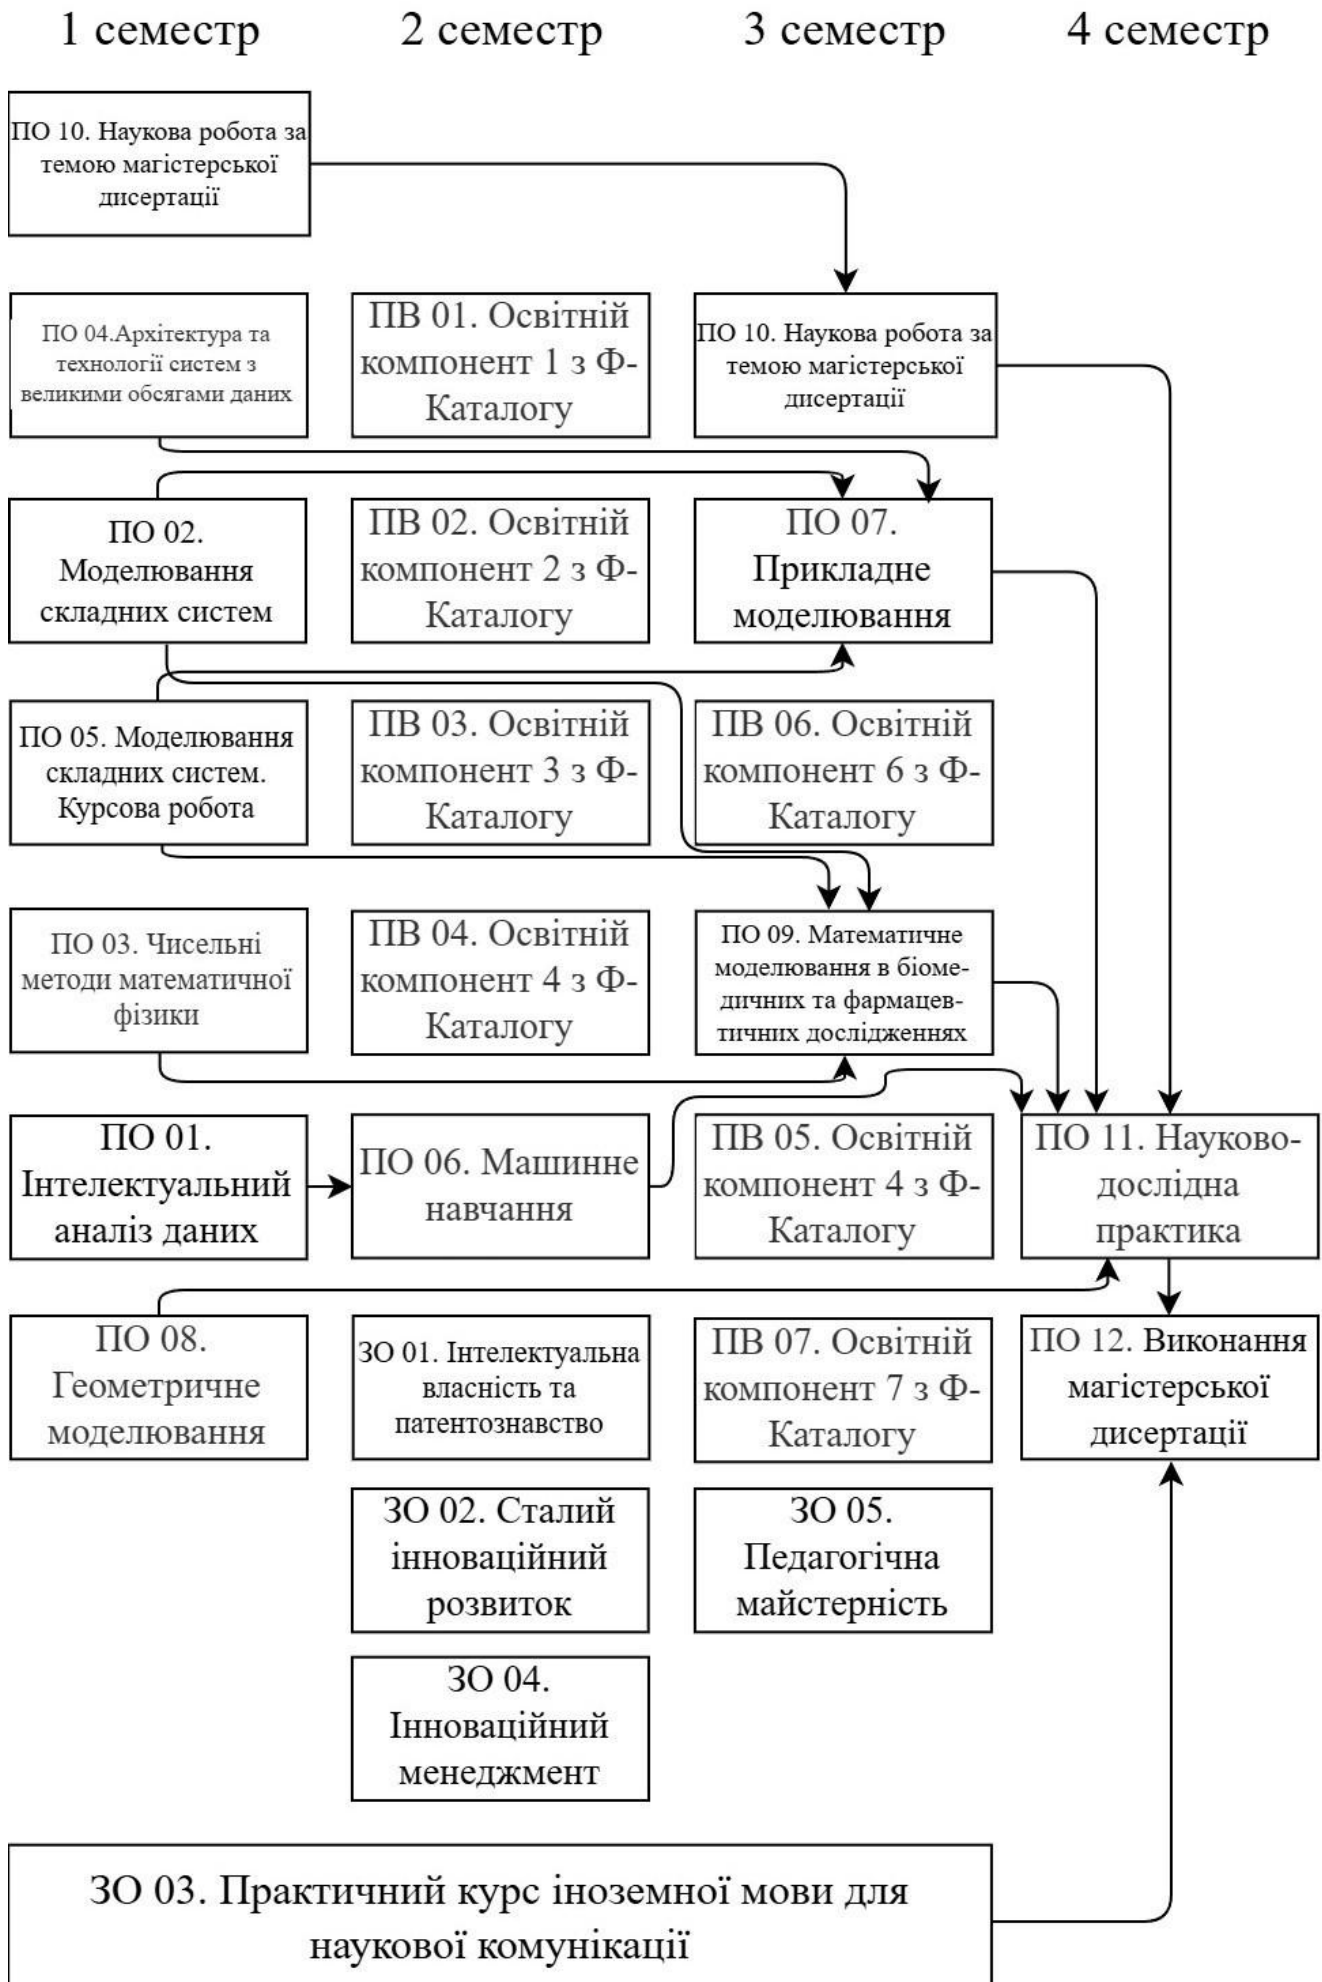 1 семестр
2 семестр
3 семестр
4 семестр
ПО 10. Наукова робота за
темою магістерської
дисертації
ПО 04.Архітектура та
технології систем з
великими обсягами даних
ПВ 01. Освітній
компонент 1 з Ф-
Каталогу
ПО 10. Наукова робота за
темою магістерської
дисертації
ПО 02.
Моделювання
складних систем
ПВ 02. Освітній
компонент 2 з Ф-
Каталогу
ПО 07.
Прикладне
моделювання
ПО 05. Моделювання
складних систем.
Курсова робота
ПВ 03. Освітній
компонент 3 з Ф-
Каталогу
ПВ 06. Освітній
компонент 6 з Ф-
Каталогу
ПО 03. Чисельні
методи математичної
фізики
ПВ 04. Освітній
компонент 4 з Ф-
Каталогу
ПО 09. Математичне
моделювання в біоме-
дичних та фармацев-
тичних дослідженнях
ПО 01.
Інтелектуальний
аналіз даних
ПО 06. Машинне
навчання
ПВ 05. Освітній
компонент 4 з Ф-
Каталогу
ПО 11. Науково-
дослідна
практика
ПО 08.
Геометричне
моделювання
ЗО 01. Інтелектуальна
власність та
патентознавство
ПВ 07. Освітній
компонент 7 з Ф-
Каталогу
ПО 12. Виконання
магістерської
дисертації
ЗО 02. Сталий
інноваційний
розвиток
ЗО 05.
Педагогічна
майстерність
ЗО 04.
Інноваційний
менеджмент
ЗО 03. Практичний курс іноземної мови для
наукової комунікації